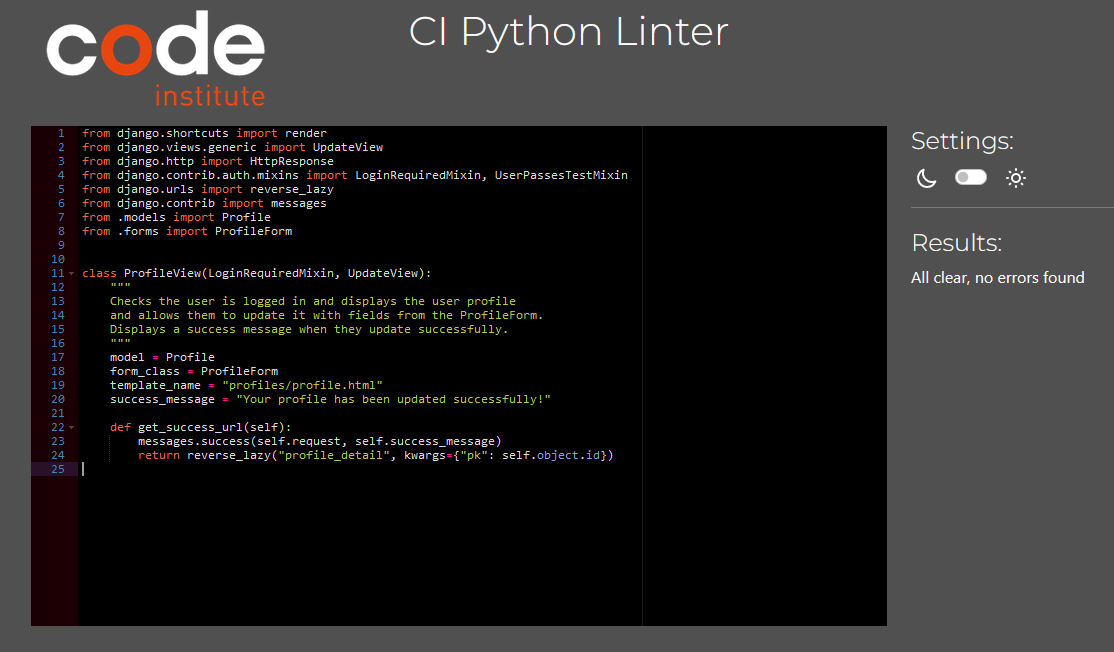 code
institute
CI Python Linter
1 from django.shortcuts import render
2 from django.views.generic import UpdateView
3 from django.http import HttpResponse
4 from django.contrib.auth.mixins import LoginRequiredMixin, UserPassesTestMixin
5 from django.urls import reverse_lazy
6 from django.contrib import messages
7 from .models import Profile
8 from .forms import ProfileForm
9
10
11 class ProfileView(LoginRequiredMixin, UpdateView):
12     """
13     Checks the user is logged in and displays the user profile
14     and allows them to update it with fields from the ProfileForm.
15     Displays a success message when they update successfully.
16     """
17     model = Profile
18     form_class = ProfileForm
19     template_name = "profiles/profile.html"
20     success_message = "Your profile has been updated successfully!"
21
22     def get_success_url(self):
23         messages.success(self.request, self.success_message)
24         return reverse_lazy("profile_detail", kwargs={"pk": self.object.id})
25
Settings:
Results:
All clear, no errors found